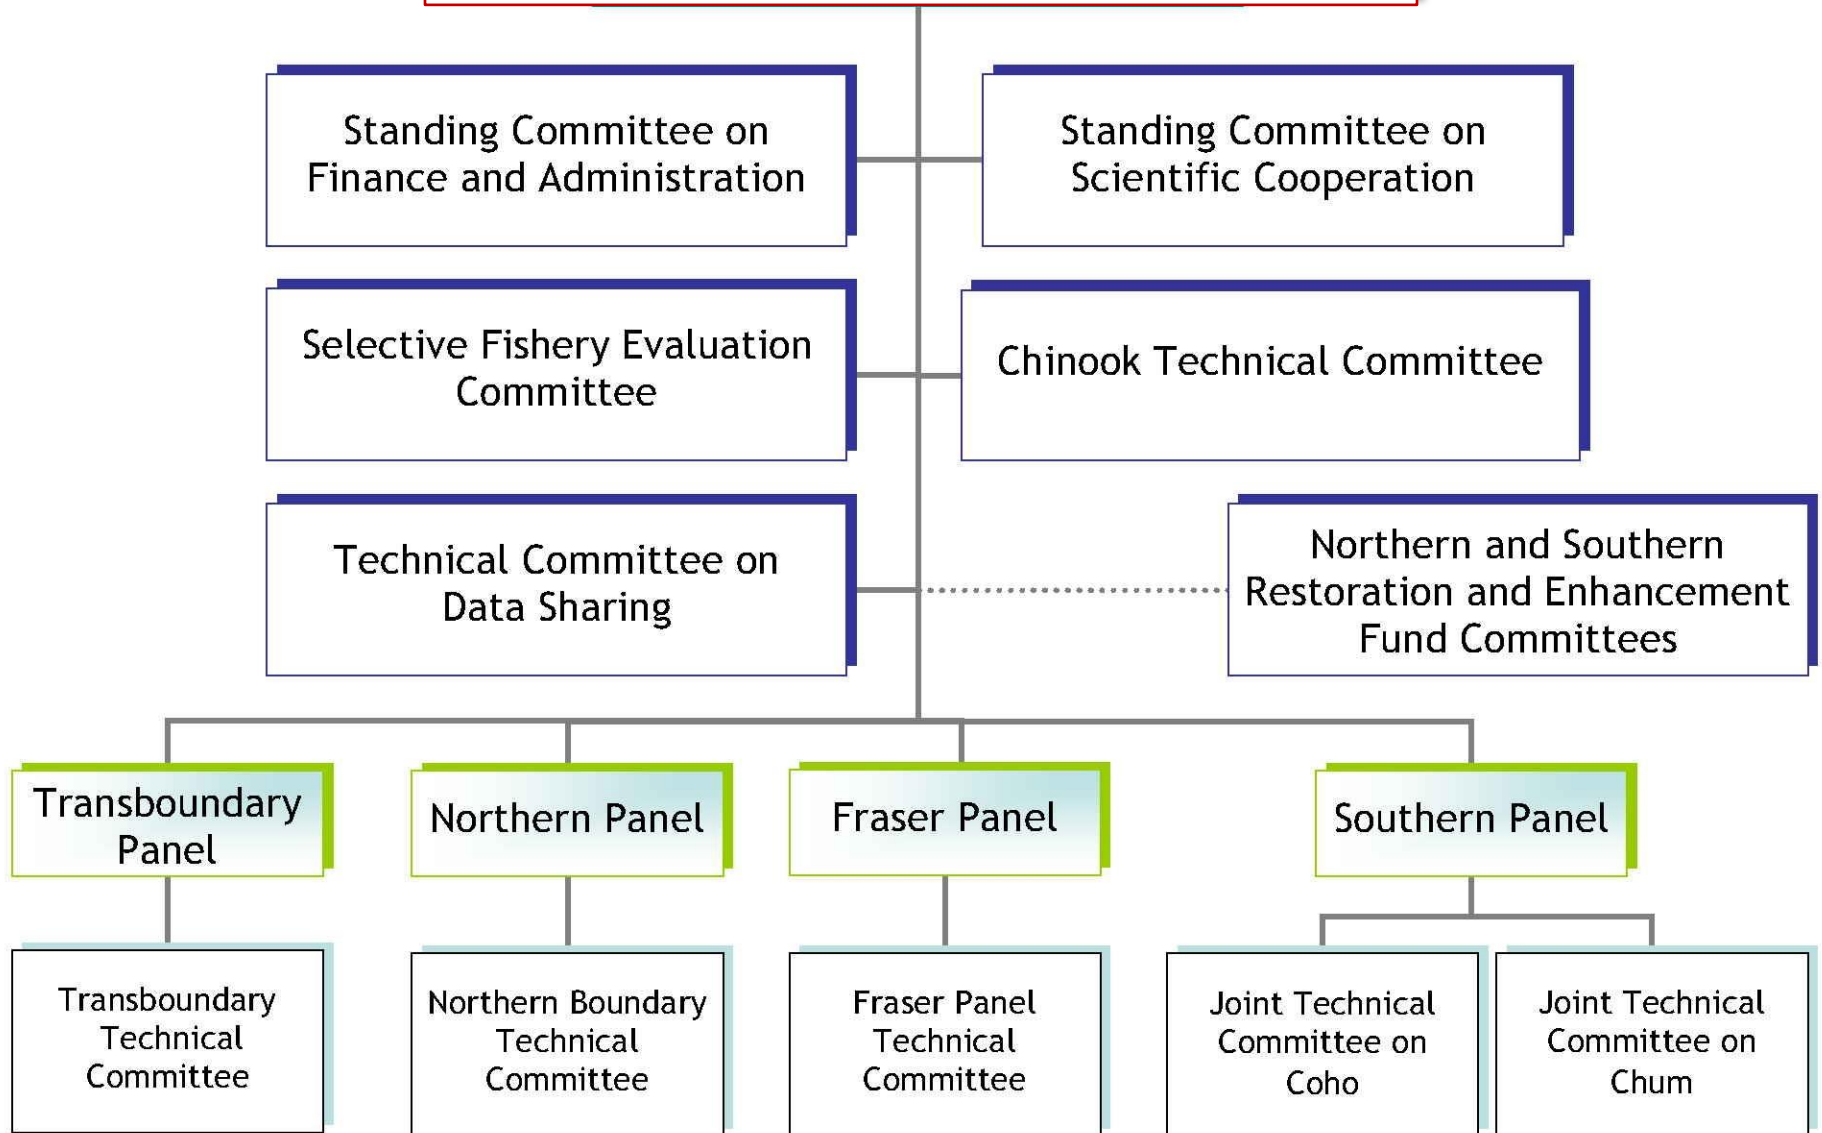 Standing Committee on
Finance and Administration
Standing Committee on
Scientific Cooperation
Selective Fishery Evaluation
Committee
Chinook Technical Committee
Technical Committee on
Data Sharing
Northern and Southern
Restoration and Enhancement
Fund Committees
Transboundary
Panel
Northern Panel
Fraser Panel
Southern Panel
Transboundary
Technical
Committee
Northern Boundary
Technical
Committee
Fraser Panel
Technical
Committee
Joint Technical
Committee on
Coho
Joint Technical
Committee on
Chum